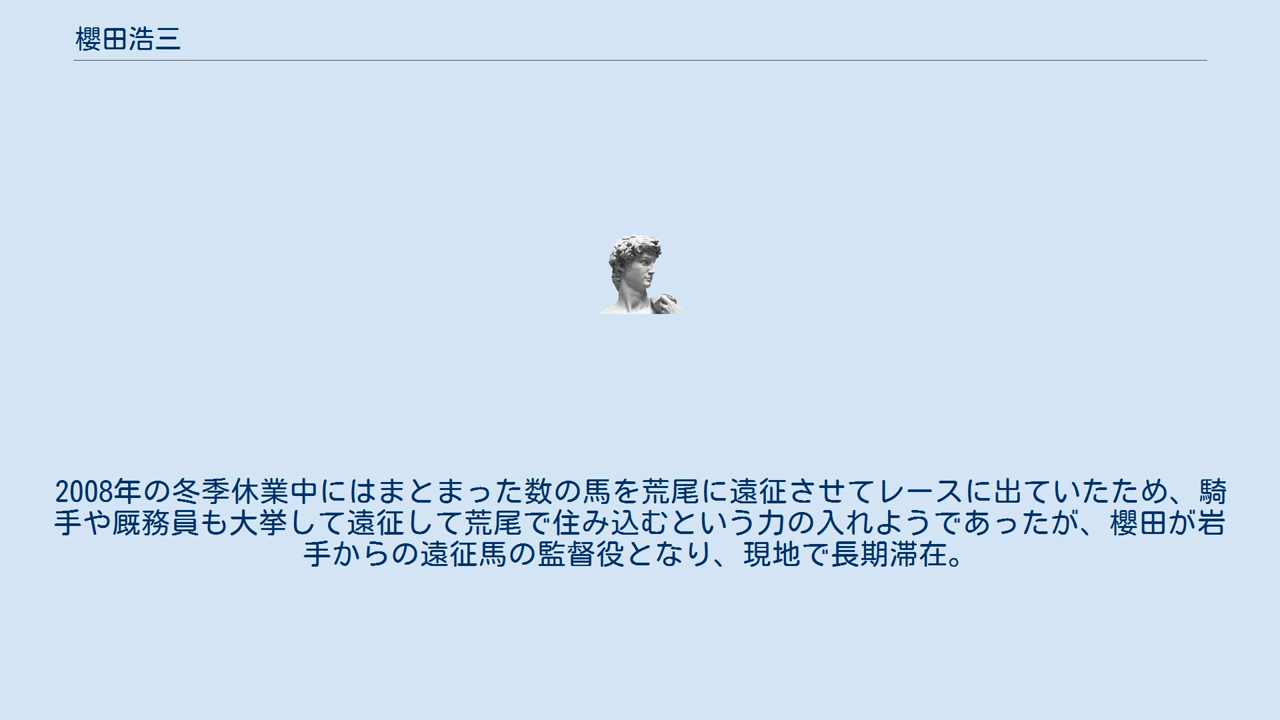 櫻田浩三
2008年の冬季休業中にはまとまった数の馬を荒尾に遠征させてレースに出ていたため、騎
手や厩務員も大挙して遠征して荒尾で住み込むという力の入れようであったが、櫻田が岩
手からの遠征馬の監督役となり、現地で長期滞在。